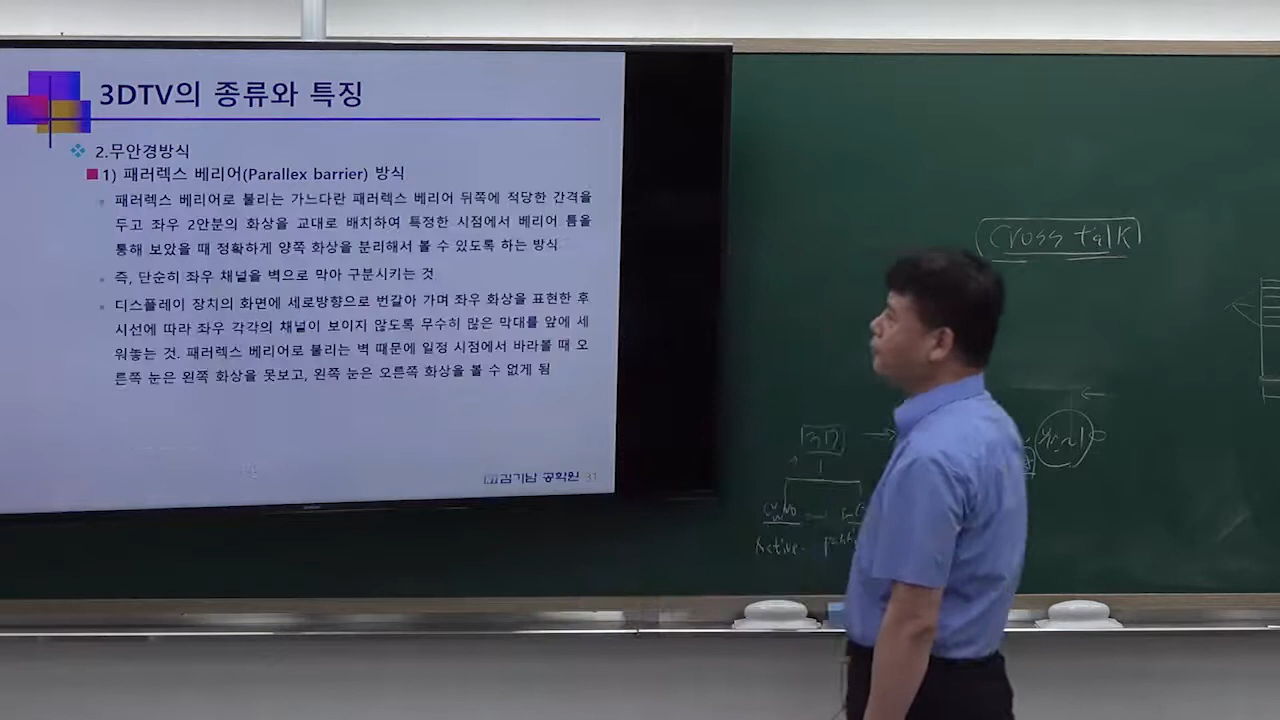 3DTV의 종류와 특징
2.무안경방식
1) 패러렉스 베리어(Parallex barrier) 방식
패러렉스 베리어로 불리는 가느다란 패러렉스 베리어 뒤쪽에 적당한 간격을
두고 좌우 2안분의 화상을 교대로 배치하여 특정한 시점에서 베리어 틈을
통해 보았을 때 정확하게 양쪽 화상을 분리해서 볼 수 있도록 하는 방식
즉, 단순히 좌우 채널을 벽으로 막아 구분시키는 것
디스플레이 장치의 화면에 세로방향으로 번갈아 가며 좌우 화상을 표현한 후
시선에 따라 좌우 각각의 채널이 보이지 않도록 무수히 많은 막대를 앞에 세
워놓는 것. 패러렉스 베리어로 불리는 벽 때문에 일정 시점에서 바라볼 때 오
른쪽 눈은 왼쪽 화상을 못보고, 왼쪽 눈은 오른쪽 화상을 볼 수 없게 됨
김기남 공학원 31
Cross talk
3D
Active